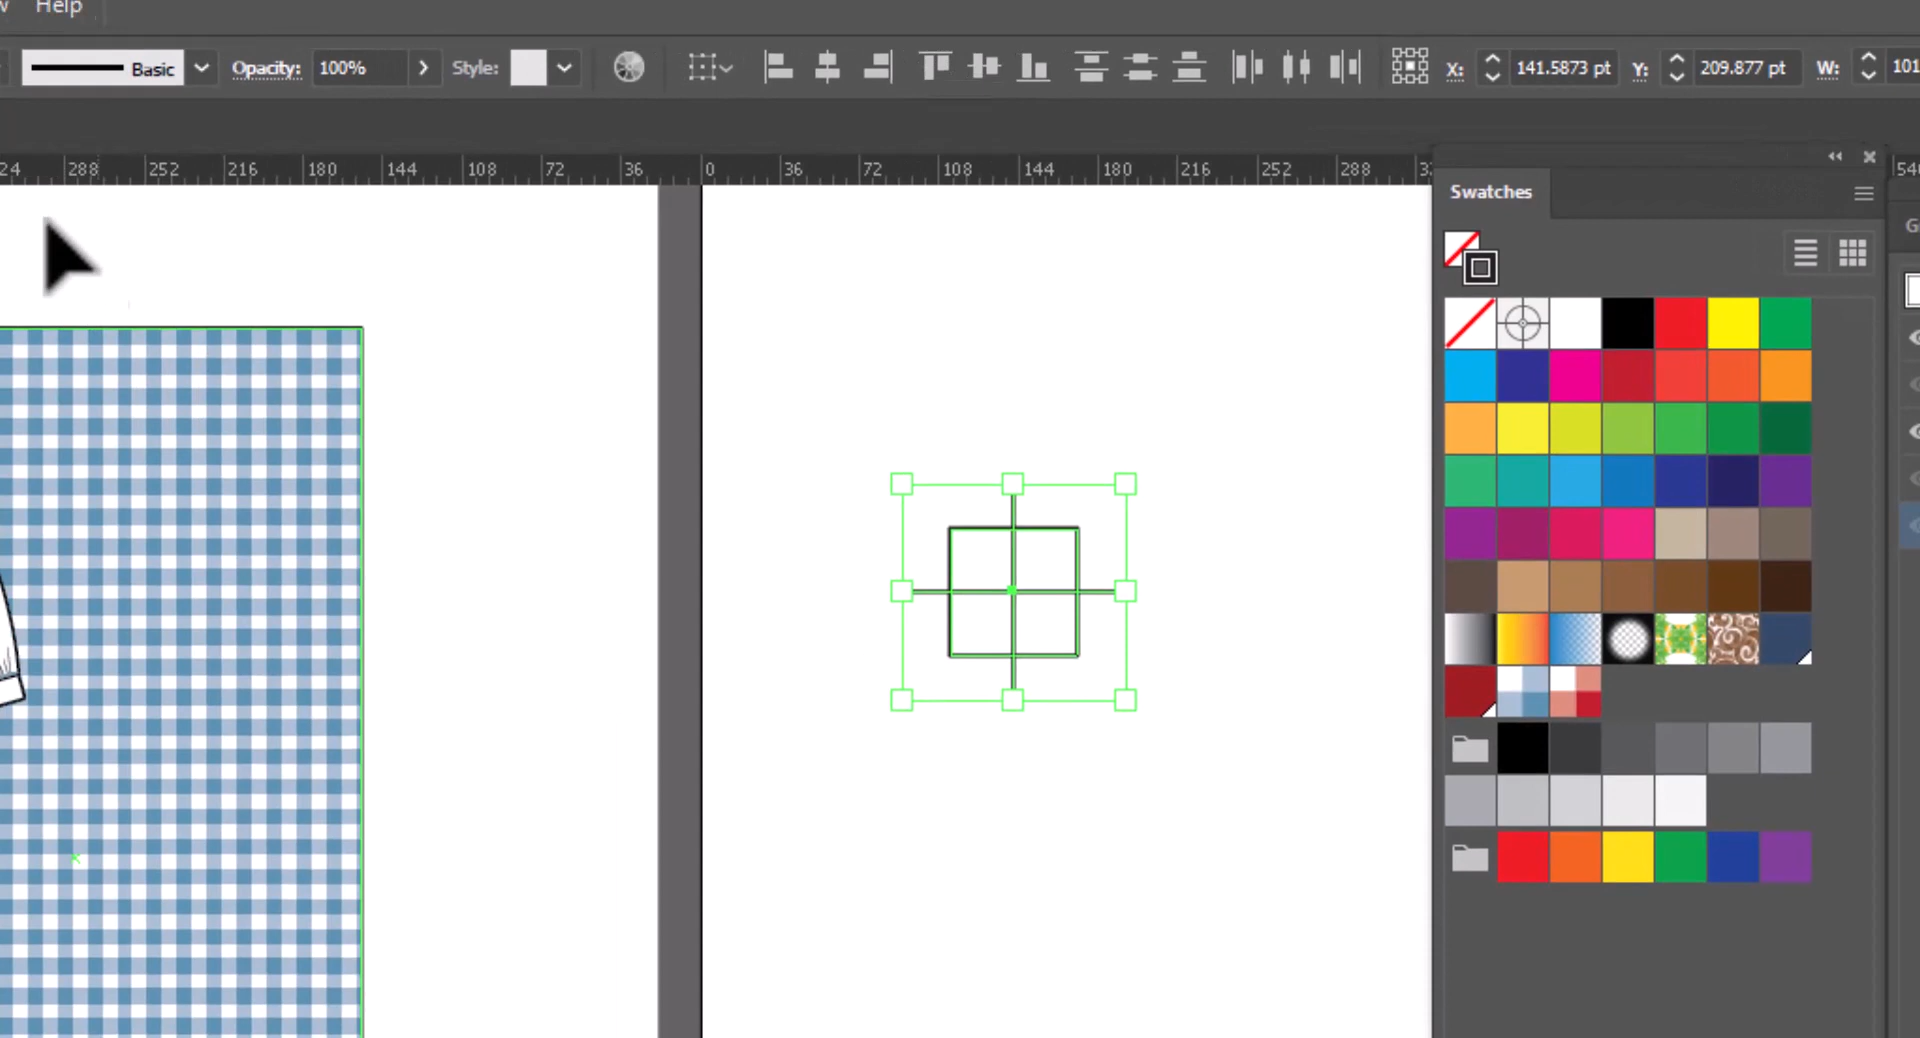 Help
Basic Opacity: 100% Style: X: 141.5873 pt Y: 209.877 pt W: 101
24 288 252 216 180 144 108 72 36 0 36 72 108 144 180 216 252 288 540
Swatches